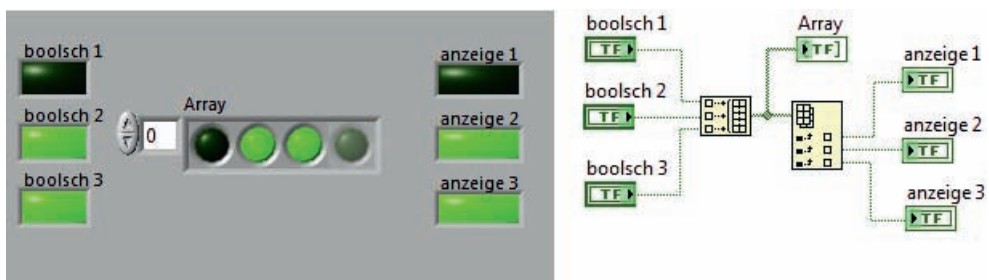 boolsch 1
boolsch 2
boolsch 3
Array
0
anzeige 1
anzeige 2
anzeige 3
boolsch 1
TF
boolsch 2
TF
boolsch 3
TF
Array
TF]
anzeige 1
TF
anzeige 2
TF
anzeige 3
TF